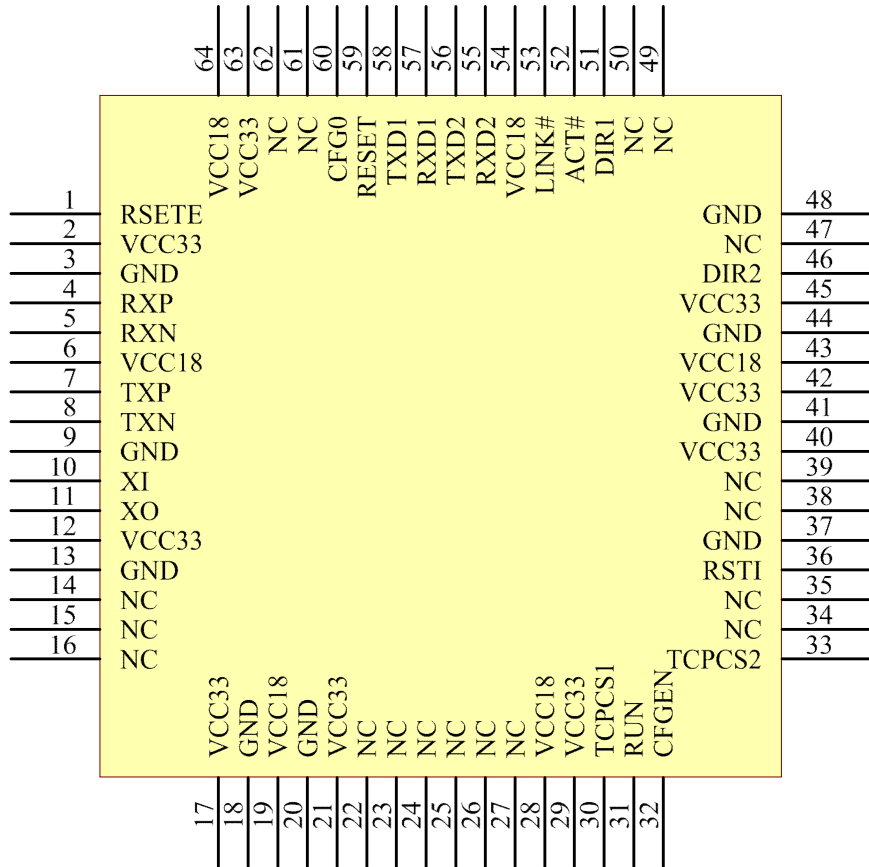 64 63 62 61 60 59 58 57 56 55 54 53 52 51 50 49
VCC18 VCC33 NC NC CFG0 RESET TXD1 RXD1 TXD2 RXD2 VCC18 LINK# ACT# DIR1 NC NC
1 RSETE GND 48
2 VCC33 NC 47
3 GND DIR2 46
4 RXP VCC33 45
5 RXN GND 44
6 VCC18 VCC18 43
7 TXP VCC33 42
8 TXN GND 41
9 GND VCC33 40
10 XI NC 39
11 XO NC 38
12 VCC33 GND 37
13 GND RSTI 36
14 NC NC 35
15 NC NC 34
16 NC TCPCS2 33
VCC33 GND VCC18 GND VCC33 NC NC NC NC NC NC VCC18 VCC33 TCPCS1 RUN CFGEN
17 18 19 20 21 22 23 24 25 26 27 28 29 30 31 32